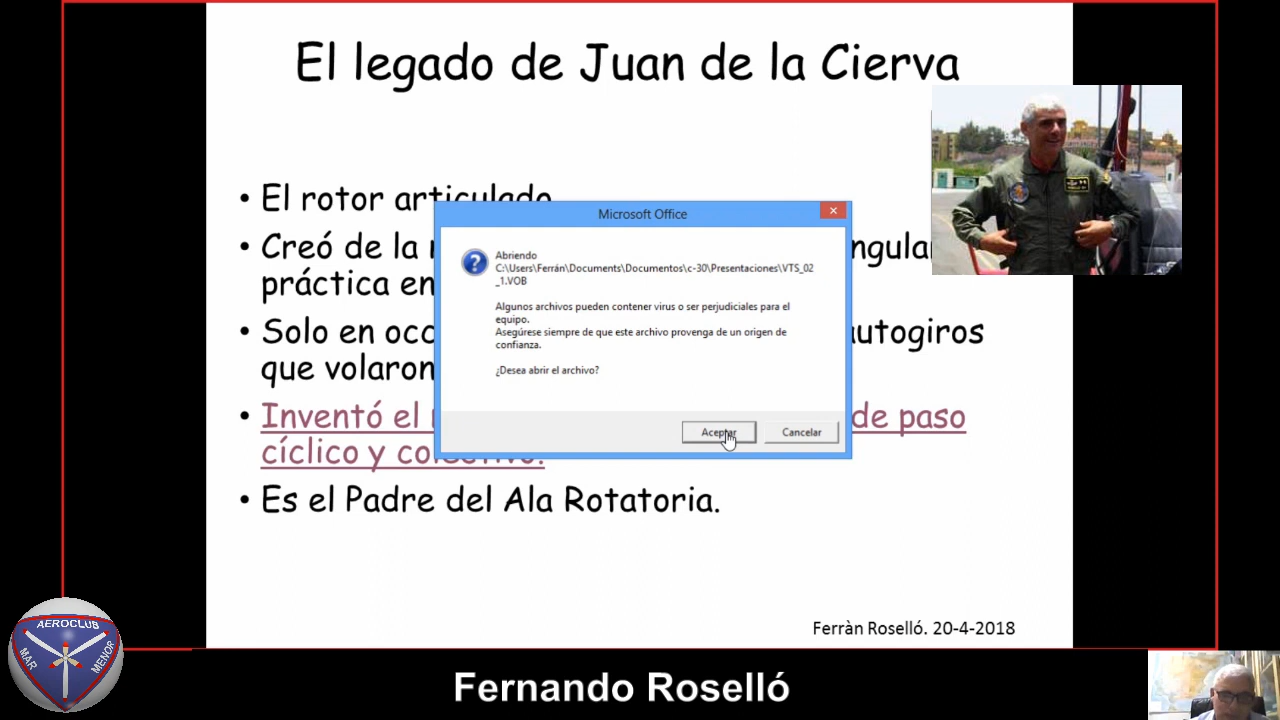 El legado de Juan de la Cierva
• El rotor articulado
• Creó de la
práctica en
• Solo en autogiros
que volaron
• Inventó el de paso
cíclico y
• Es el Padre del Ala Rotatoria.
Microsoft Office
Abriendo
C:\Users\Ferrán\Documents\Documentos\c-30\Presentaciones\VTS_02
_1.VOB
Algunos archivos pueden contener virus o ser perjudiciales para el
equipo.
Asegúrese siempre de que este archivo provenga de un origen de
confianza.
¿Desea abrir el archivo?
Aceptar
Cancelar
Ferràn Roselló. 20-4-2018
AEROCLUB
MAR MENOR
Fernando Roselló